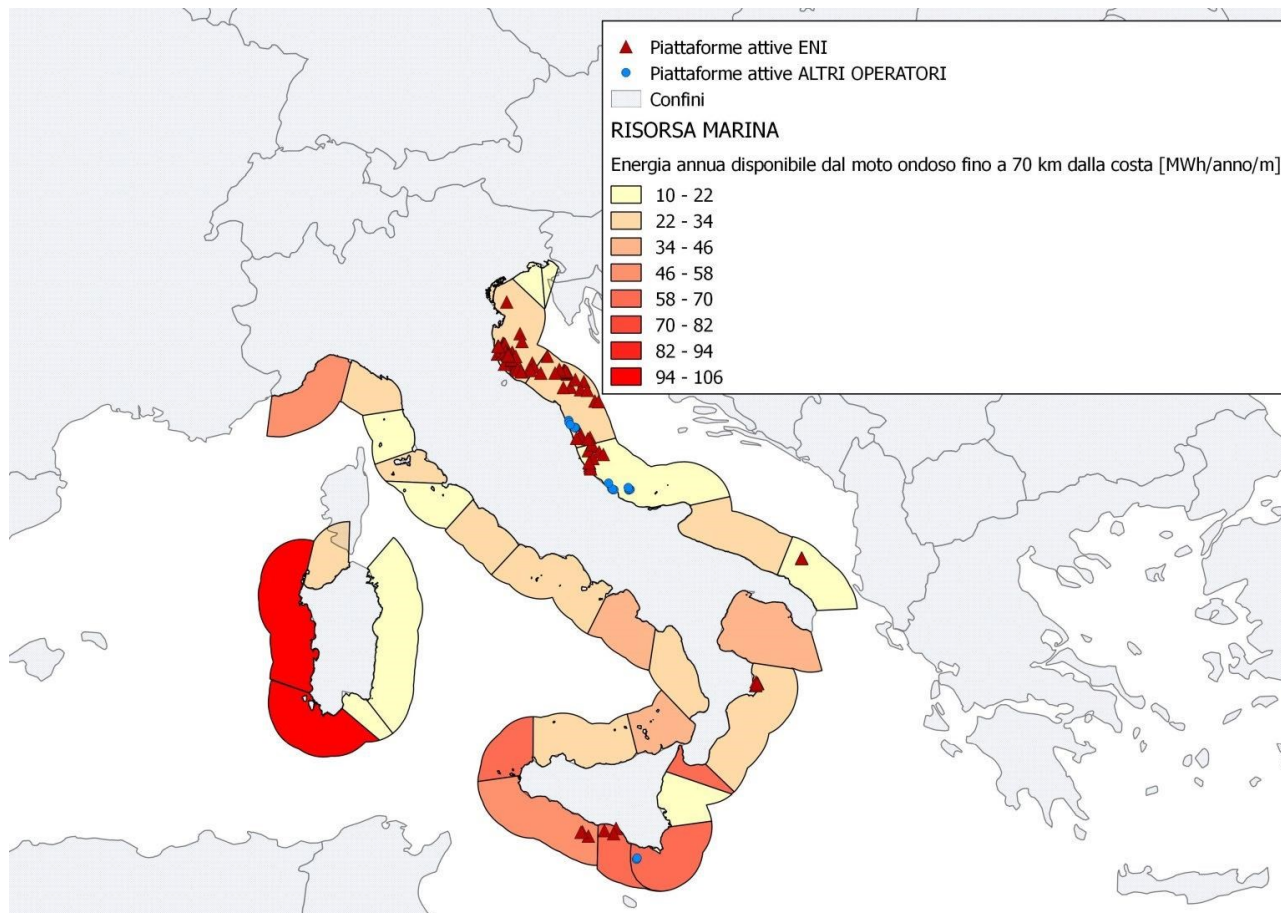 Piattaforme attive ENI
Piattaforme attive ALTRI OPERATORI
Confini
RISORSA MARINA
Energia annua disponibile dal moto ondoso fino a 70 km dalla costa [MWh/anno/m]
10 - 22
22 - 34
34 - 46
46 - 58
58 - 70
70 - 82
82 - 94
94 - 106